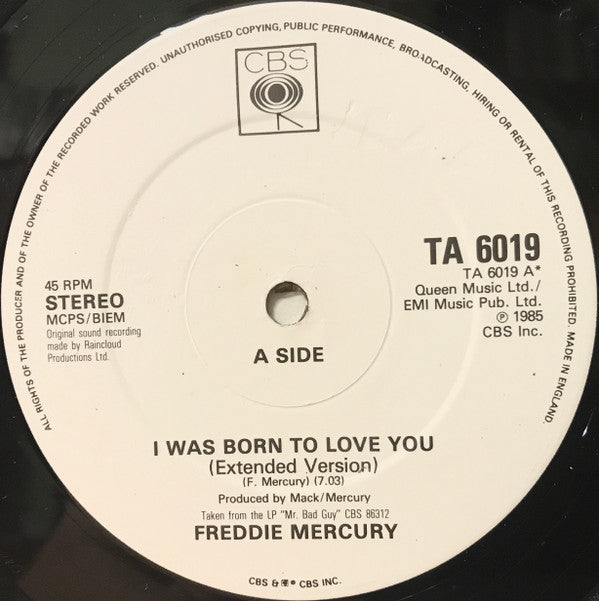 ALL RIGHTS OF THE PRODUCER AND OF THE OWNER OF THE RECORDED WORK RESERVED. UNAUTHORISED COPYING, PUBLIC PERFORMANCE, BROADCASTING, HIRING OR RENTAL OF THIS RECORDING PROHIBITED. MADE IN ENGLAND.
CBS
45 RPM
STEREO
MCPS/BIEM
Original sound recording
made by Raincloud
Productions Ltd.
TA 6019
TA 6019 A*
Queen Music Ltd./
EMI Music Pub. Ltd.
℗ 1985
CBS Inc.
A SIDE
I WAS BORN TO LOVE YOU
(Extended Version)
(F. Mercury) (7.03)
Produced by Mack/Mercury
Taken from the LP "Mr. Bad Guy" CBS 86312
FREDDIE MERCURY
CBS & ® CBS INC.